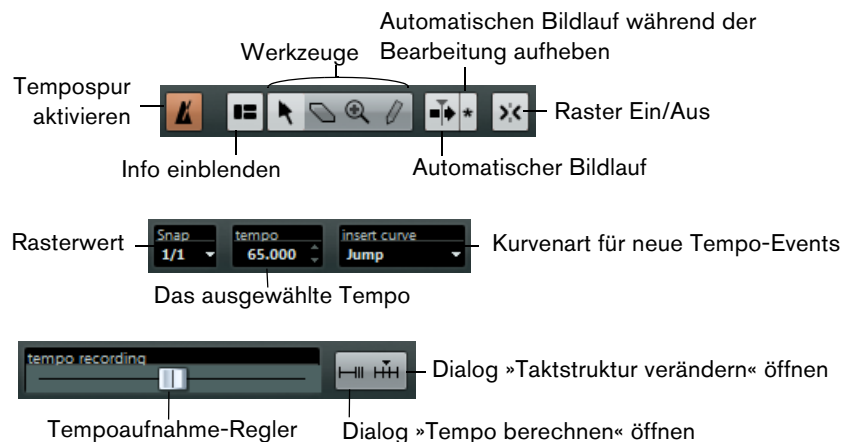 Automatischen Bildlauf während der
Bearbeitung aufheben
Werkzeuge
Tempospur
aktivieren
Raster Ein/Aus
Info einblenden
Automatischer Bildlauf
Rasterwert
Snap
1/1
tempo
65.000
insert curve
Jump
Kurvenart für neue Tempo-Events
Das ausgewählte Tempo
tempo recording
Dialog »Taktstruktur verändern« öffnen
Tempoaufnahme-Regler
Dialog »Tempo berechnen« öffnen